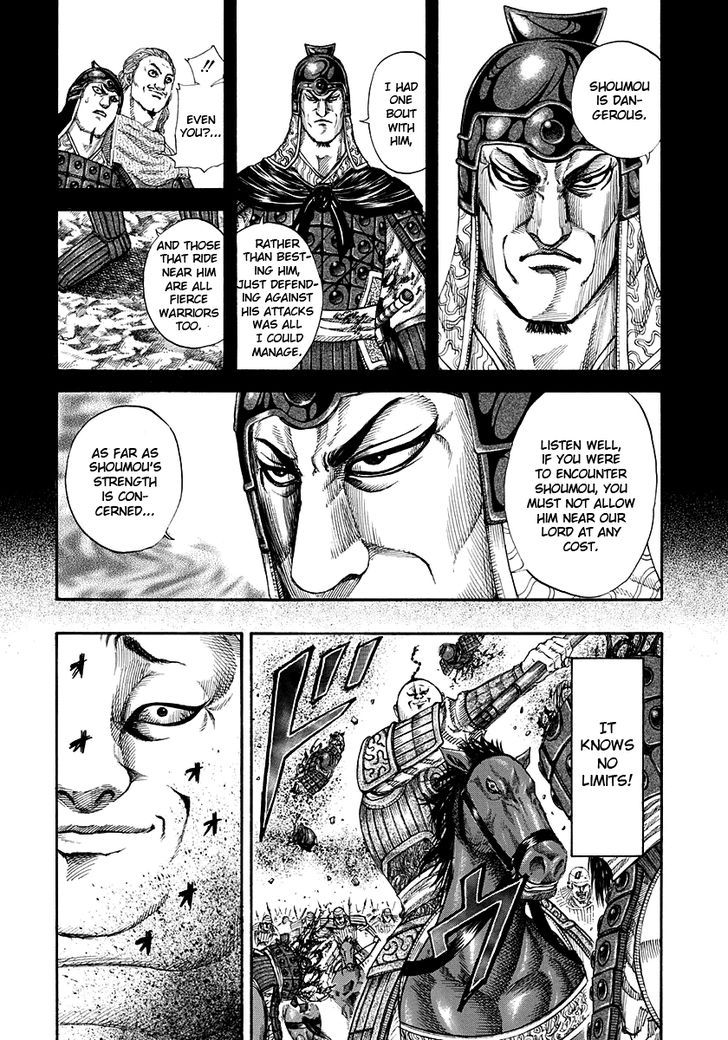 SHOUMOU
IS DAN-
GEROUS.
I HAD
ONE
BOUT
WITH
HIM,
RATHER
THAN BEST-
ING HIM,
JUST DEFEND-
ING AGAINST
HIS ATTACKS
WAS ALL
I COULD
MANAGE.
!!
EVEN
YOU?...
AND THOSE
THAT RIDE
NEAR HIM
ARE ALL
FIERCE
WARRIORS
TOO.
LISTEN WELL,
IF YOU WERE
TO ENCOUNTER
SHOUMOU, YOU
MUST NOT ALLOW
HIM NEAR OUR
LORD AT ANY
COST.
AS FAR AS
SHOUMOU'S
STRENGTH
IS CON-
CERNED...
IT
KNOWS
NO
LIMITS!
ドドッ